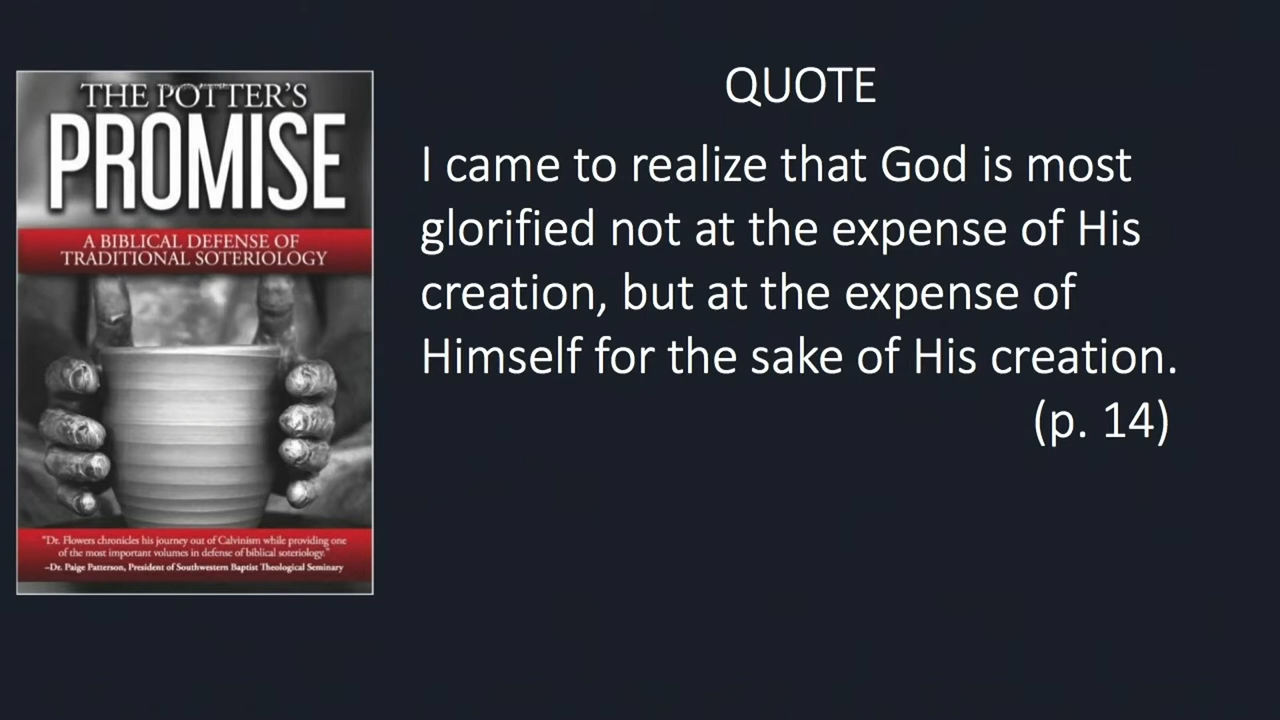 THE POTTER'S
PROMISE
A BIBLICAL DEFENSE OF
TRADITIONAL SOTERIOLOGY
"Dr. Flowers chronicles his journey out of Calvinism while providing one
of the most important volumes in defense of biblical soteriology."
–Dr. Paige Patterson, President of Southwestern Baptist Theological Seminary
QUOTE
I came to realize that God is most
glorified not at the expense of His
creation, but at the expense of
Himself for the sake of His creation.
(p. 14)